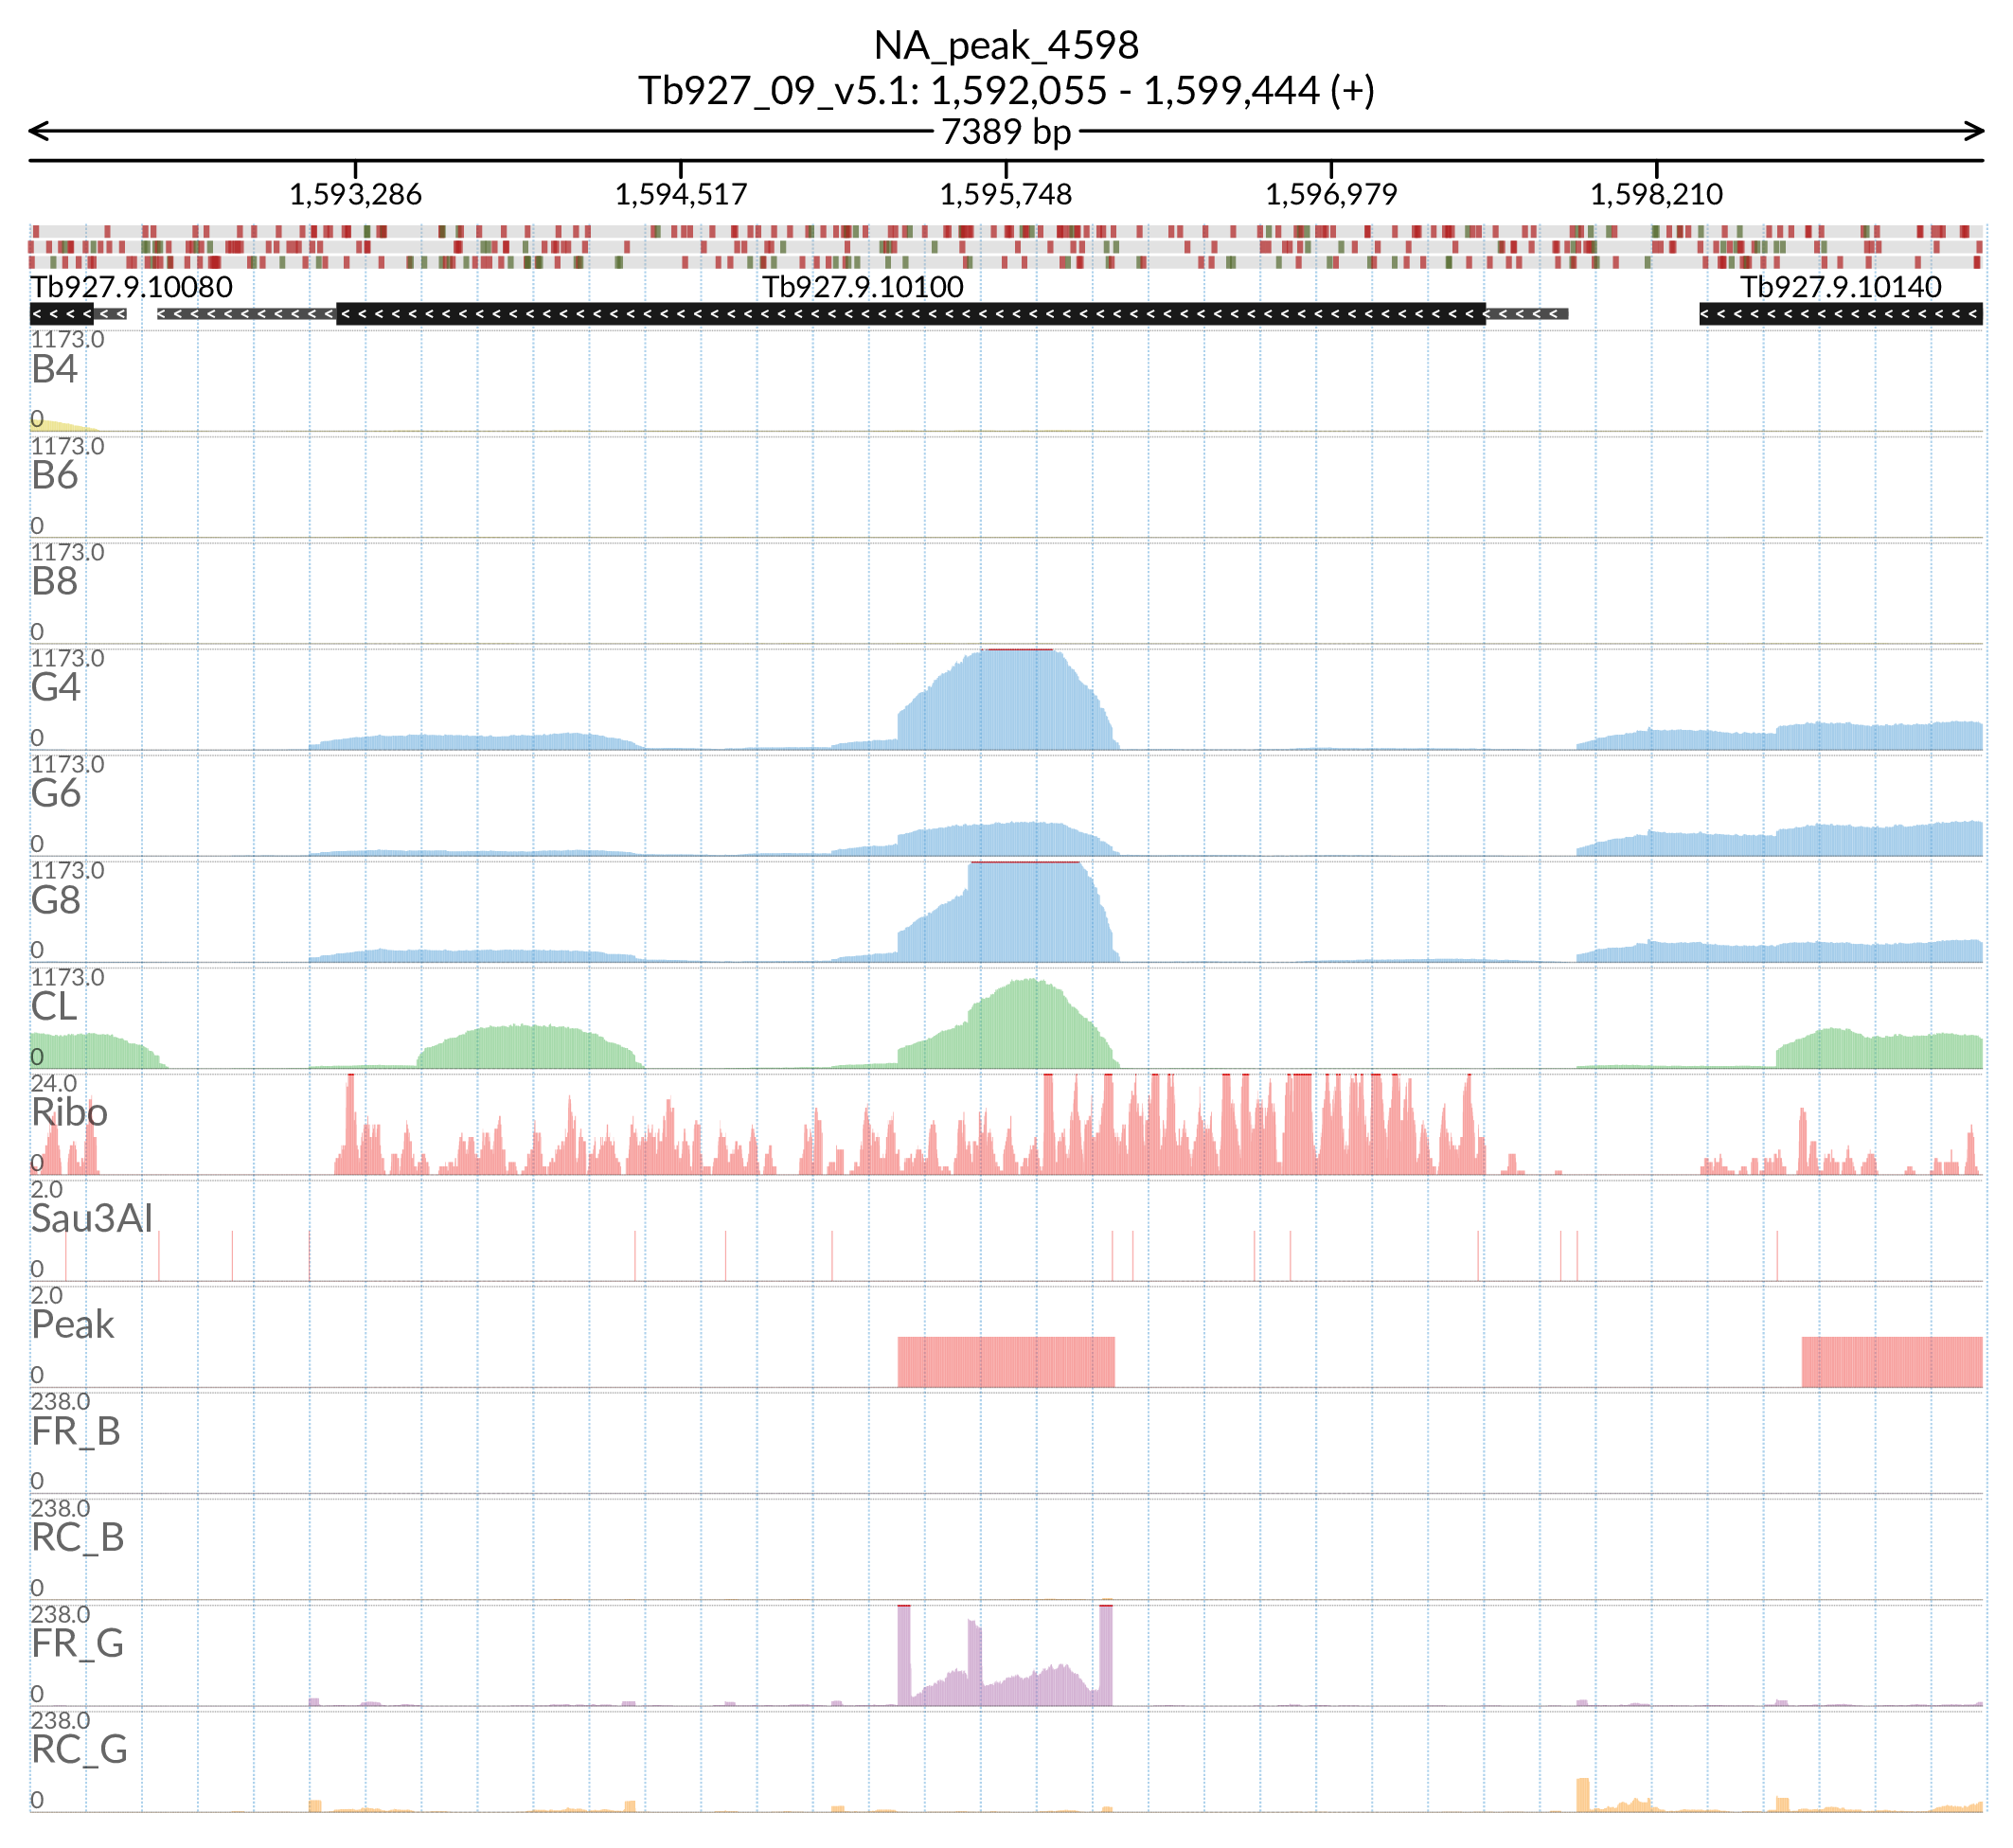 NA_peak_4598
Tb927_09_v5.1: 1,592,055 - 1,599,444 (+)
7389 bp
1,593,286 1,594,517 1,595,748 1,596,979 1,598,210
Tb927.9.10080 Tb927.9.10100 Tb927.9.10140
1173.0
B4
0
1173.0
B6
0
1173.0
B8
0
1173.0
G4
0
1173.0
G6
0
1173.0
G8
0
1173.0
CL
0
24.0
Ribo
0
2.0
Sau3AI
0
2.0
Peak
0
238.0
FR_B
0
238.0
RC_B
0
238.0
FR_G
0
238.0
RC_G
0